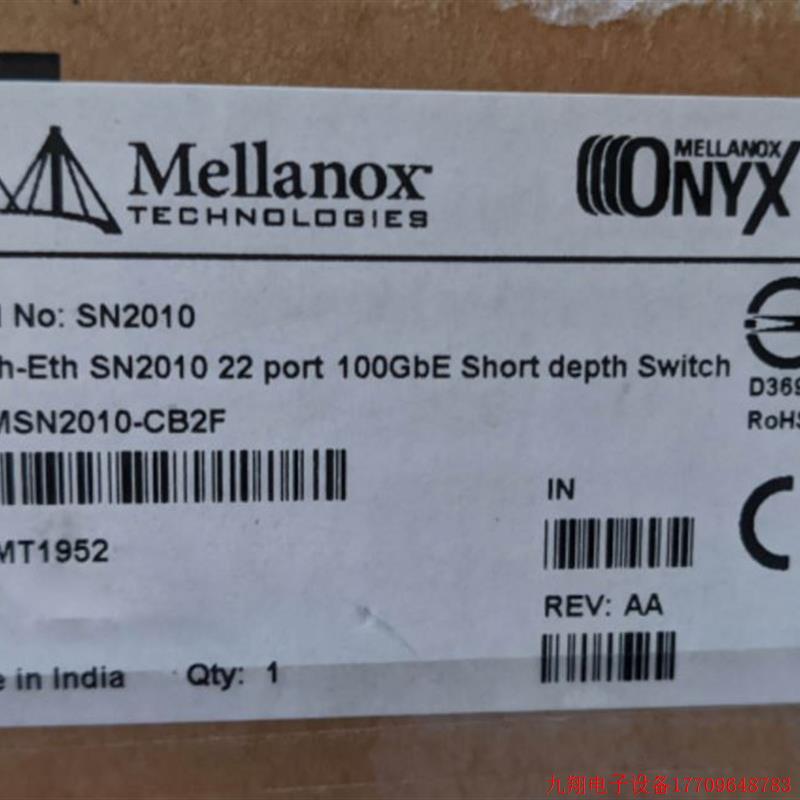 Mellanox
TECHNOLOGIES
MELLANOX
ONYX
No: SN2010
h-Eth SN2010 22 port 100GbE Short depth Switch
MSN2010-CB2F
D369
RoHS
IN
MT1952
REV: AA
e in India Qty: 1
九翔电子设备17709648783